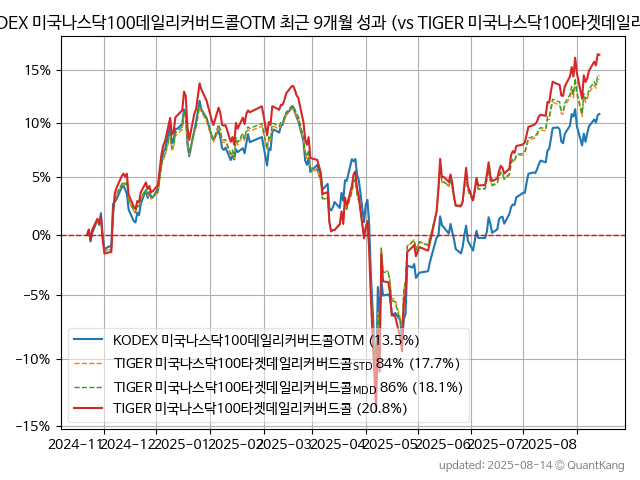 ODEX 미국나스닥100데일리커버드콜OTM 최근 9개월 성과 (vs TIGER 미국나스닥100타겟데일리커
15%
10%
5%
0%
−5%
−10%
−15%
KODEX 미국나스닥100데일리커버드콜OTM (13.5%)
TIGER 미국나스닥100타겟데일리커버드콜STD 84% (17.7%)
TIGER 미국나스닥100타겟데일리커버드콜MDD 86% (18.1%)
TIGER 미국나스닥100타겟데일리커버드콜 (20.8%)
2024-11 2024-12 2025-01 2025-02 2025-03 2025-04 2025-05 2025-06 2025-07 2025-08
updated: 2025-08-14 © QuantKang